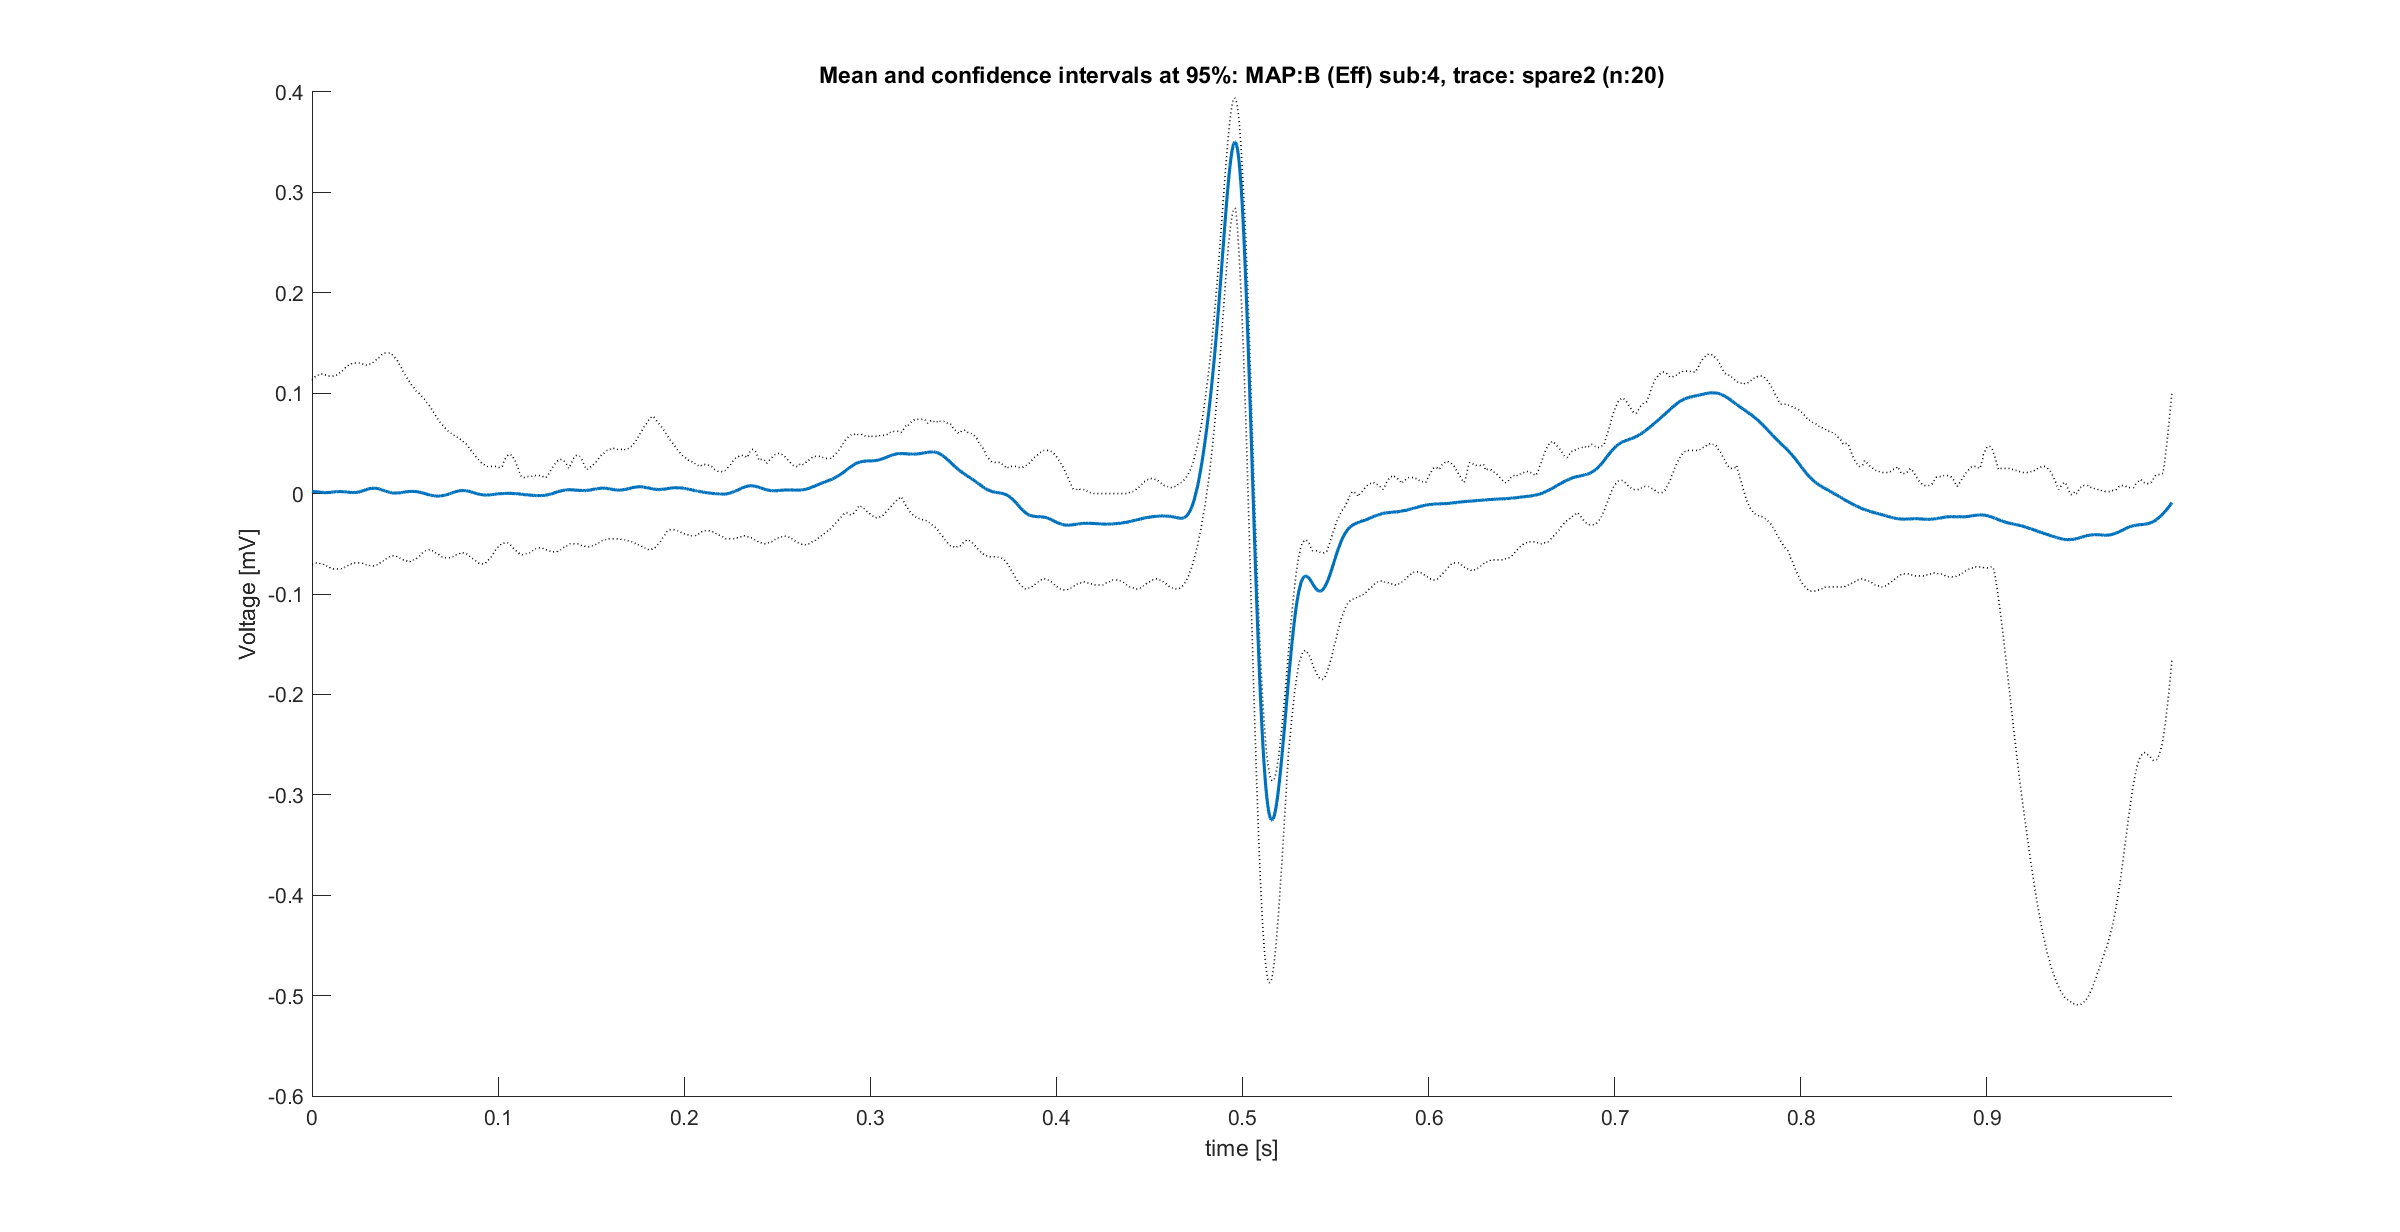 Mean and confidence intervals at 95%: MAP:B (Eff) sub:4, trace: spare2 (n:20)
0.4
0.3
0.2
0.1
0
-0.1
-0.2
-0.3
-0.4
-0.5
-0.6
Voltage [mV]
0 0.1 0.2 0.3 0.4 0.5 0.6 0.7 0.8 0.9
time [s]